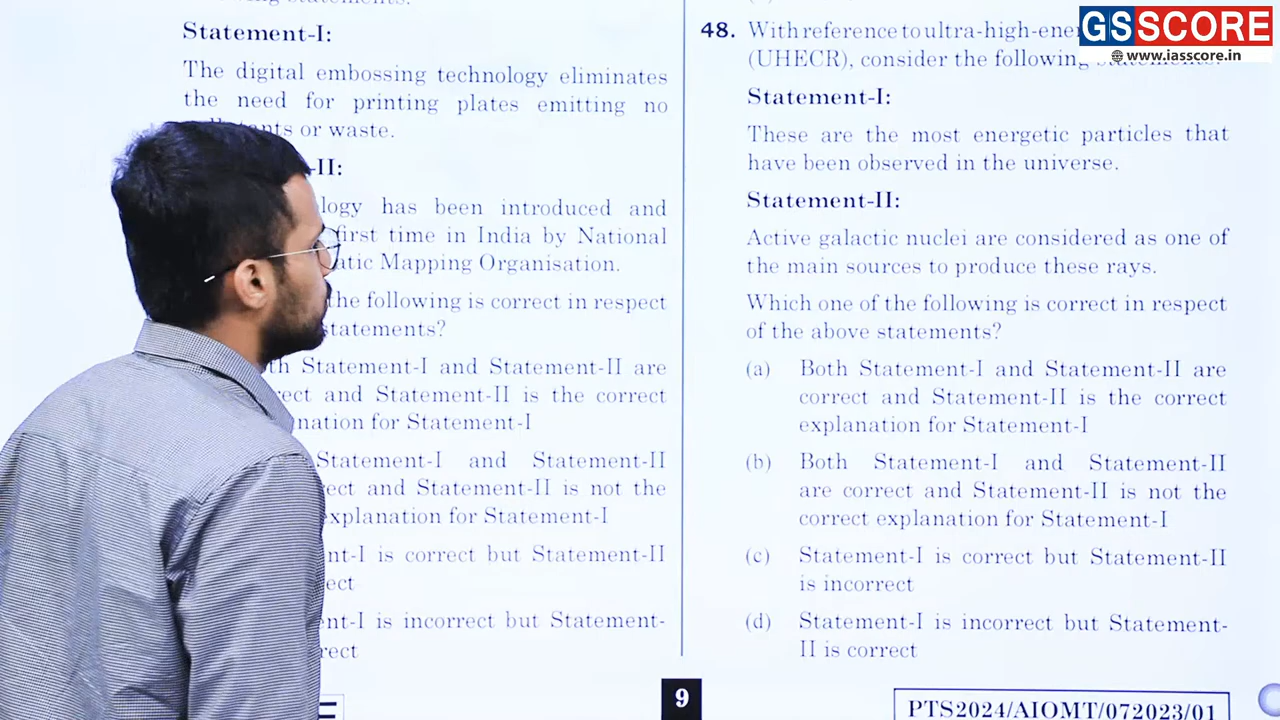 Statement-I:
The digital embossing technology eliminates
the need for printing plates emitting no
or waste.
-II:
has been introduced and
first time in India by National
Mapping Organisation.
the following is correct in respect
statements?
Statement-I and Statement-II are
and Statement-II is the correct
for Statement-I
Statement-I and Statement-II
and Statement-II is not the
explanation for Statement-I
is correct but Statement-II
is incorrect but Statement-
48. With reference to ultra-high-
(UHECR), consider the following
Statement-I:
These are the most energetic particles that
have been observed in the universe.
Statement-II:
Active galactic nuclei are considered as one of
the main sources to produce these rays.
Which one of the following is correct in respect
of the above statements?
(a) Both Statement-I and Statement-II are
correct and Statement-II is the correct
explanation for Statement-I
(b) Both Statement-I and Statement-II
are correct and Statement-II is not the
correct explanation for Statement-I
(c) Statement-I is correct but Statement-II
is incorrect
(d) Statement-I is incorrect but Statement-
II is correct
9
PTS2024/AIOMT/072023/01
GSSCORE
www.iasscore.in